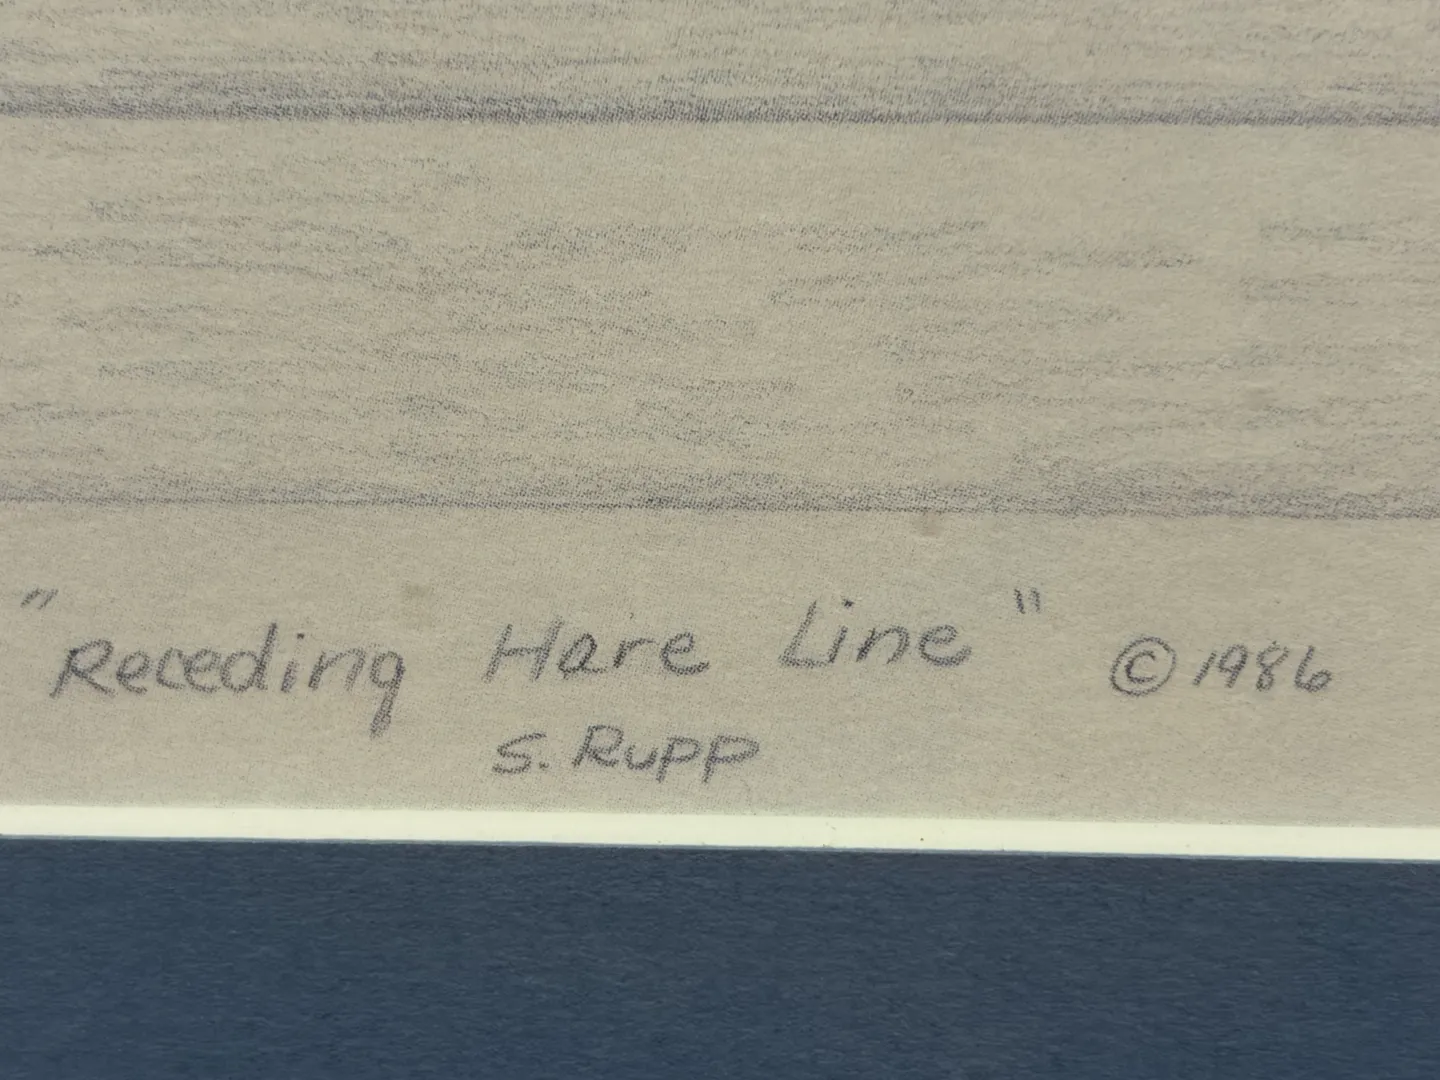 "Receding Hare Line" © 1986
S. Rupp